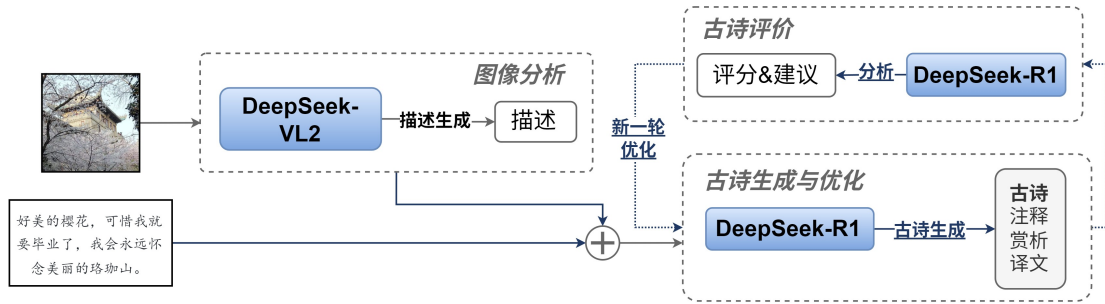 古诗评价
评分&建议
分析
DeepSeek-R1
图像分析
DeepSeek-
VL2
描述生成
描述
新一轮
优化
好美的樱花，可惜我就
要毕业了，我会永远怀
念美丽的珞珈山。
古诗生成与优化
DeepSeek-R1
古诗生成
古诗
注释
赏析
译文